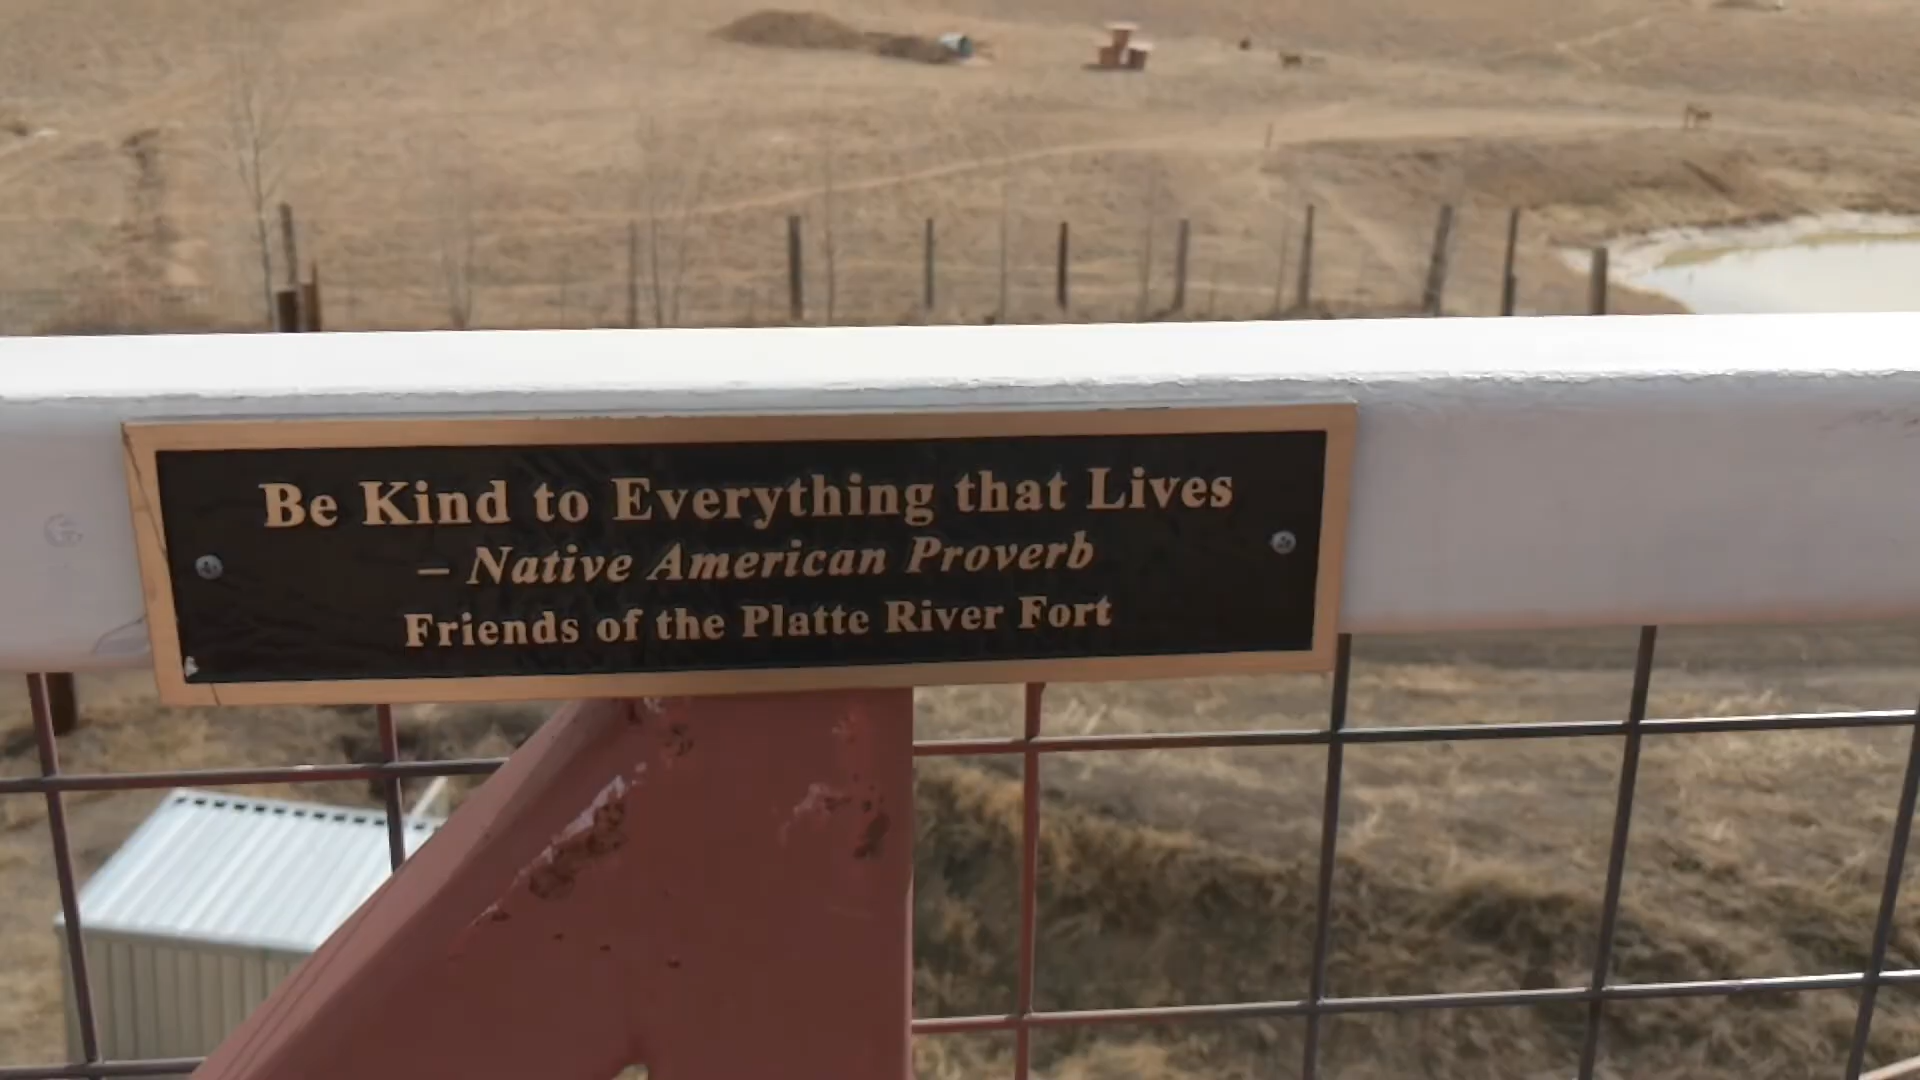 Be Kind to Everything that Lives
– Native American Proverb
Friends of the Platte River Fort